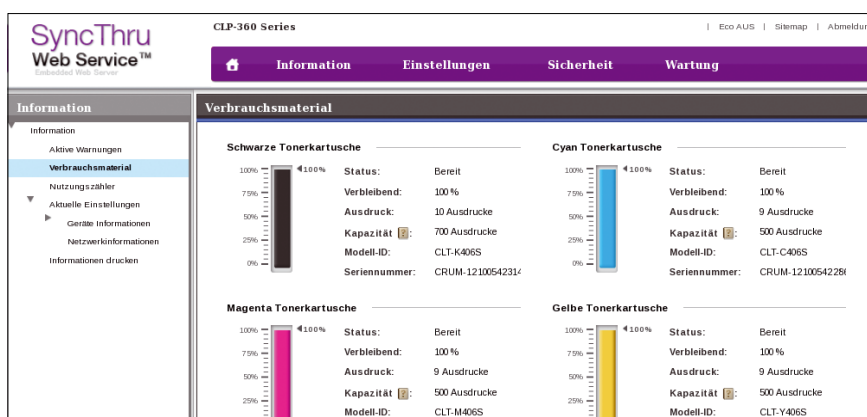 SyncThru
Web Service™
Embedded Web Server
CLP-360 Series
| Eco AUS | Sitemap | Abmeldun
Information Einstellungen Sicherheit Wartung
Information
Information
Aktive Warnungen
Verbrauchsmaterial
Nutzungszähler
Aktuelle Einstellungen
Geräte Informationen
Netzwerkinformationen
Informationen drucken
Verbrauchsmaterial
Schwarze Tonerkartusche
100%
75%
50%
25%
0%
100%
Status: Bereit
Verbleibend: 100 %
Ausdruck: 10 Ausdrucke
Kapazität ?: 700 Ausdrucke
Modell-ID: CLT-K406S
Seriennummer: CRUM-12100542314
Cyan Tonerkartusche
100%
75%
50%
25%
0%
100%
Status: Bereit
Verbleibend: 100 %
Ausdruck: 9 Ausdrucke
Kapazität ?: 500 Ausdrucke
Modell-ID: CLT-C406S
Seriennummer: CRUM-1210054228
Magenta Tonerkartusche
100%
75%
50%
25%
100%
Status: Bereit
Verbleibend: 100 %
Ausdruck: 9 Ausdrucke
Kapazität ?: 500 Ausdrucke
Modell-ID: CLT-M406S
Gelbe Tonerkartusche
100%
75%
50%
25%
100%
Status: Bereit
Verbleibend: 100 %
Ausdruck: 9 Ausdrucke
Kapazität ?: 500 Ausdrucke
Modell-ID: CLT-Y406S